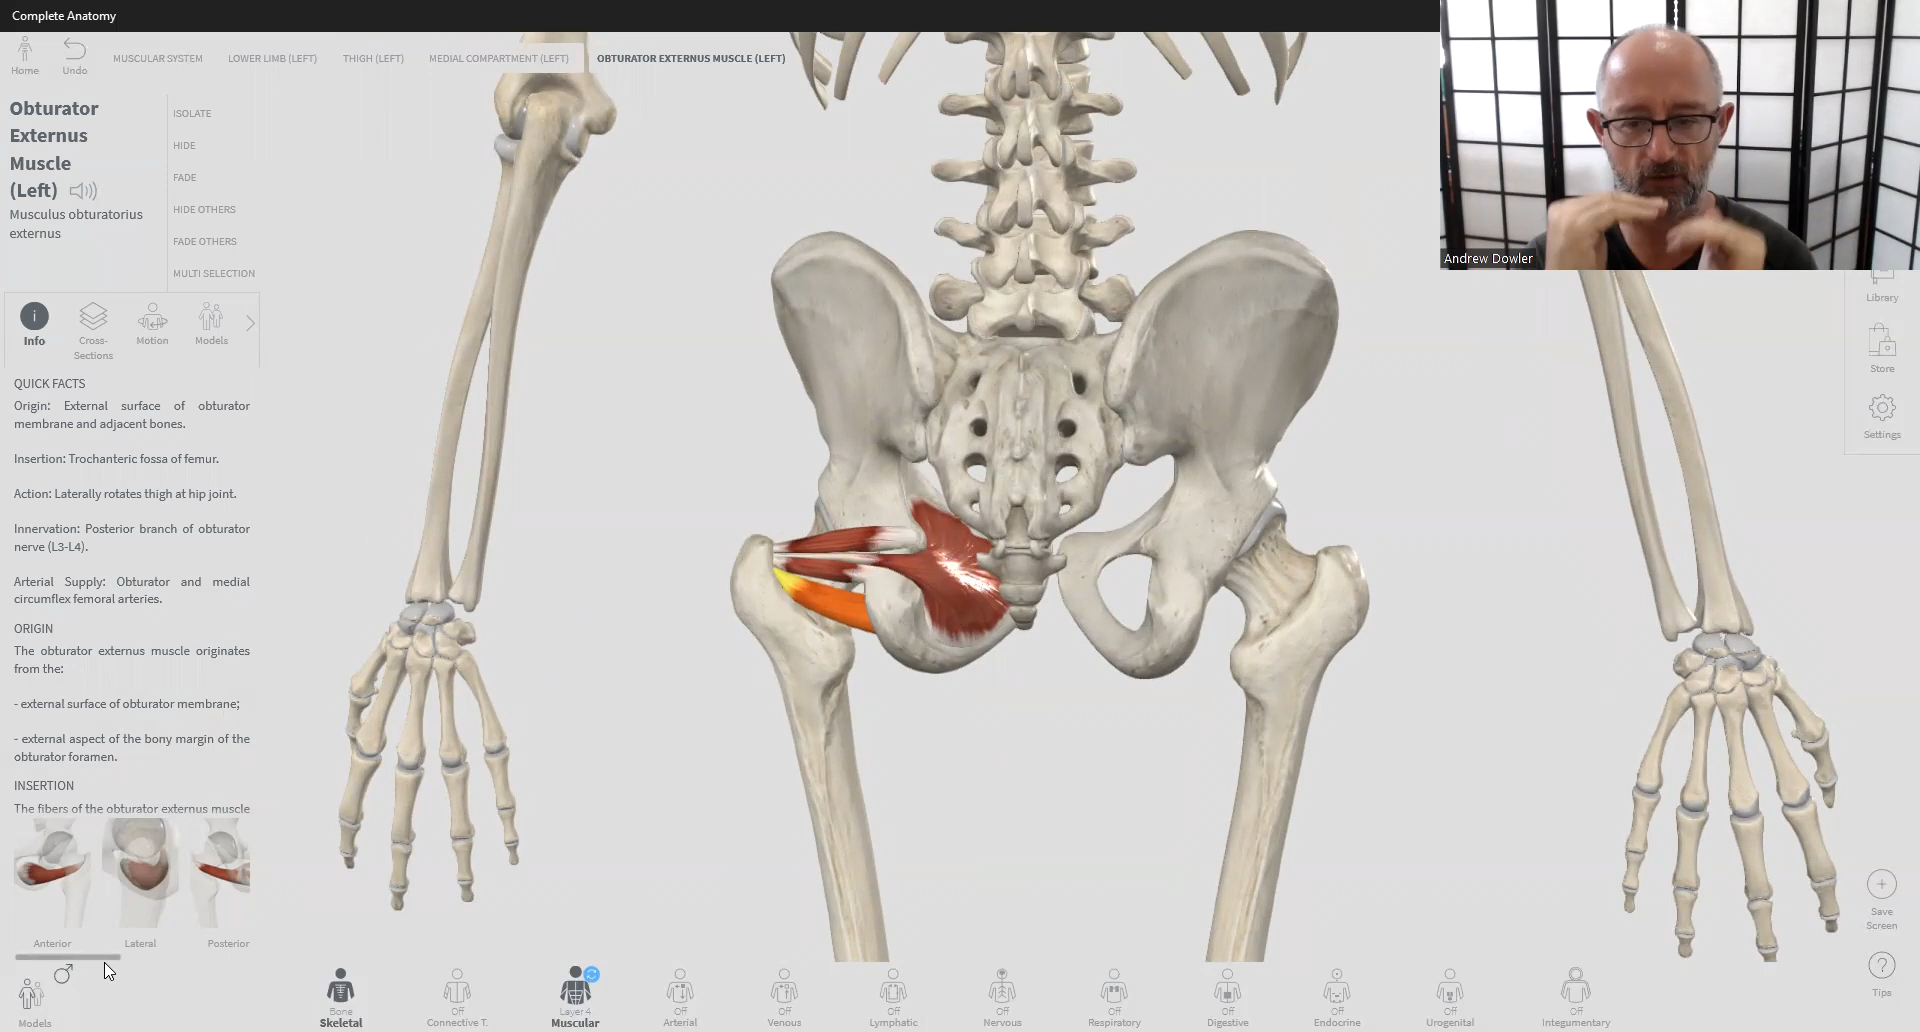 Complete Anatomy
Home
Undo
MUSCULAR SYSTEM
LOWER LIMB (LEFT)
THIGH (LEFT)
MEDIAL COMPARTMENT (LEFT)
OBTURATOR EXTERNUS MUSCLE (LEFT)
Obturator
Externus
Muscle
(Left)
Musculus obturatorius
externus
ISOLATE
HIDE
FADE
HIDE OTHERS
FADE OTHERS
MULTI SELECTION
Info
Cross-
Sections
Motion
Models
QUICK FACTS
Origin: External surface of obturator
membrane and adjacent bones.
Insertion: Trochanteric fossa of femur.
Action: Laterally rotates thigh at hip joint.
Innervation: Posterior branch of obturator
nerve (L3-L4).
Arterial Supply: Obturator and medial
circumflex femoral arteries.
ORIGIN
The obturator externus muscle originates
from the:
- external surface of obturator membrane;
- external aspect of the bony margin of the
obturator foramen.
INSERTION
The fibers of the obturator externus muscle
Anterior
Lateral
Posterior
Models
Bone
Skeletal
Off
Connective T.
Layer 4
Muscular
Off
Arterial
Off
Venous
Off
Lymphatic
Off
Nervous
Off
Respiratory
Off
Digestive
Off
Endocrine
Off
Urogenital
Off
Integumentary
Andrew Dowler
Library
Store
Settings
Save
Screen
Tips